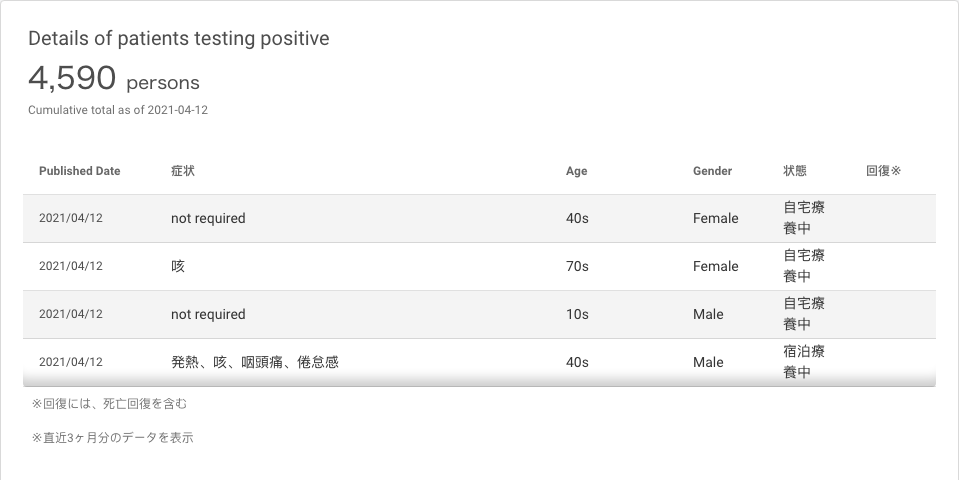 Details of patients testing positive
4,590 persons
Cumulative total as of 2021-04-12
Published Date 症状 Age Gender 状態 回復※
2021/04/12 not required 40s Female 自宅療
養中
2021/04/12 咳 70s Female 自宅療
養中
2021/04/12 not required 10s Male 自宅療
養中
2021/04/12 発熱、咳、咽頭痛、倦怠感 40s Male 宿泊療
養中
※回復には、死亡回復を含む
※直近3ヶ月分のデータを表示